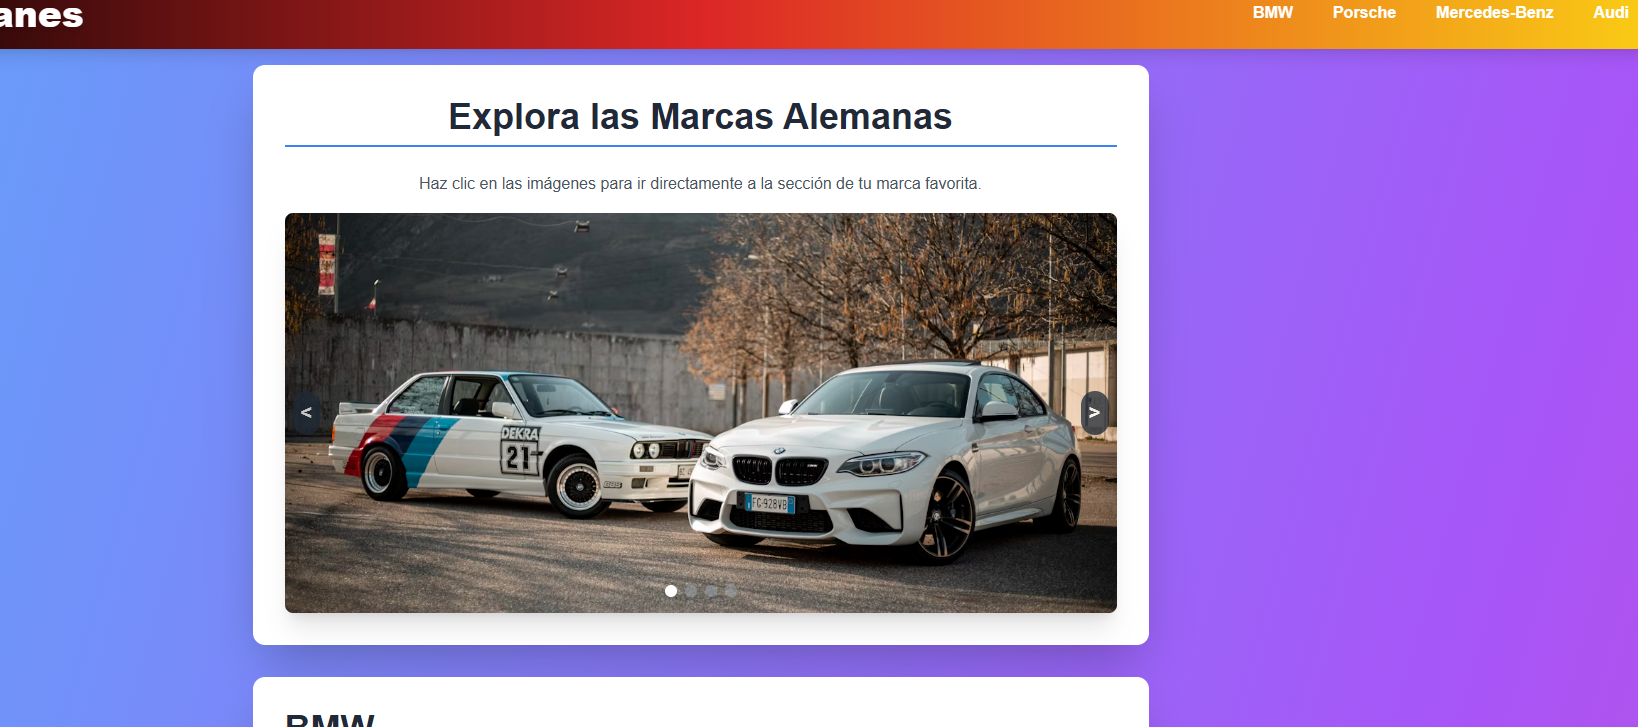 anes
BMW Porsche Mercedes-Benz Audi
Explora las Marcas Alemanas
Haz clic en las imágenes para ir directamente a la sección de tu marca favorita.
<
>
DEKRA
21
FG·928VB
BMW